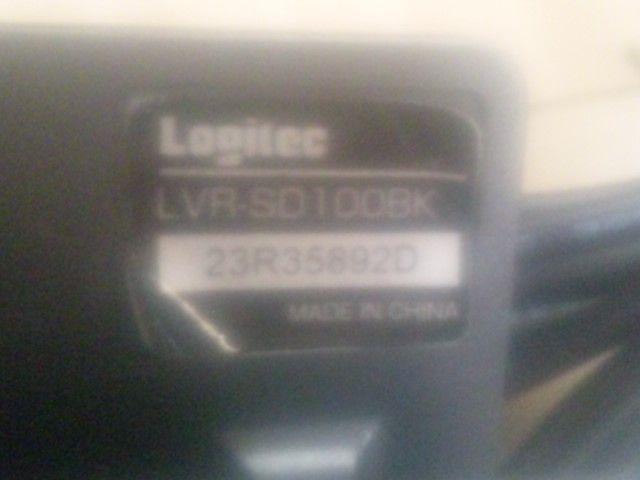 Logitec
LVR-SD100BK
23R35892D
MADE IN CHINA